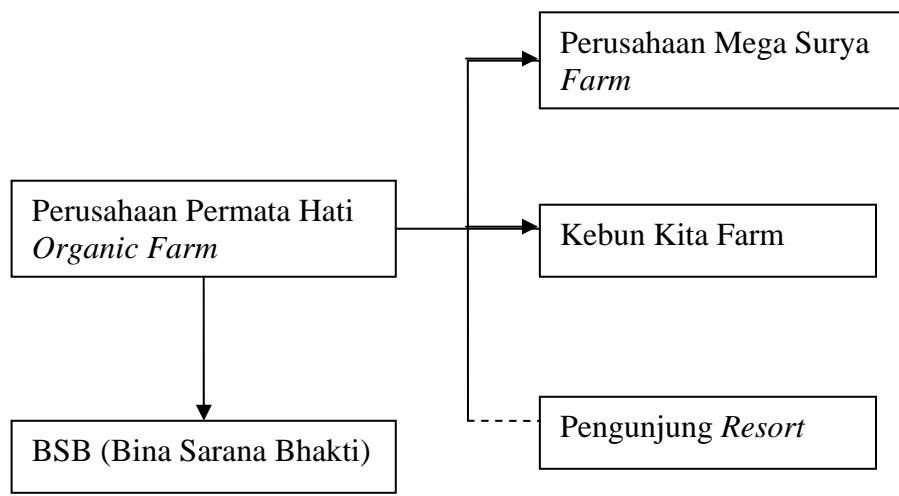 Perusahaan Mega Surya
Farm
Perusahaan Permata Hati
Organic Farm
Kebun Kita Farm
Pengunjung Resort
BSB (Bina Sarana Bhakti)